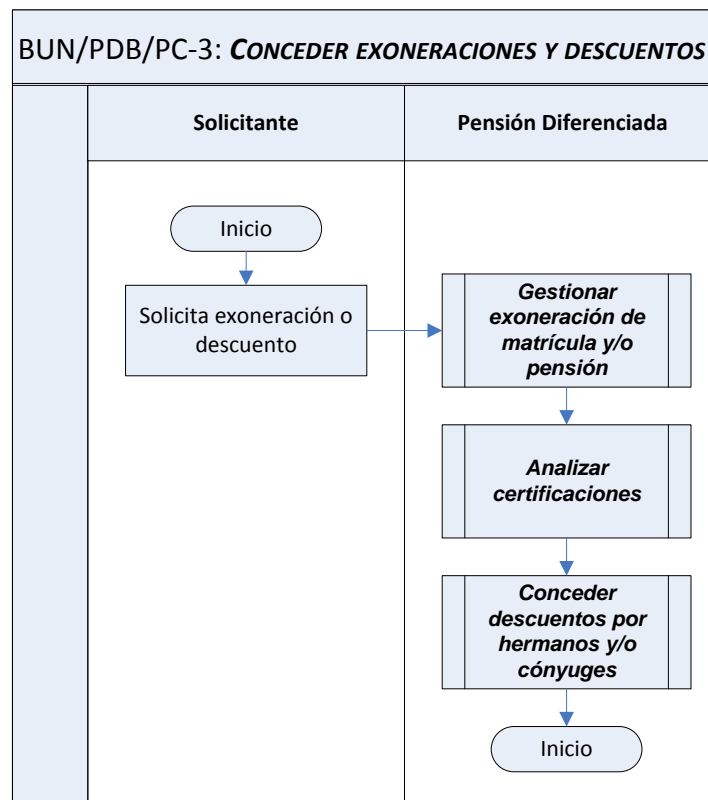 BUN/PDB/PC-3: CONCEDER EXONERACIONES Y DESCUENTOS
Solicitante
Pensión Diferenciada
Inicio
Solicita exoneración o
descuento
Gestionar
exoneración de
matrícula y/o
pensión
Analizar
certificaciones
Conceder
descuentos por
hermanos y/o
cónyuges
Inicio